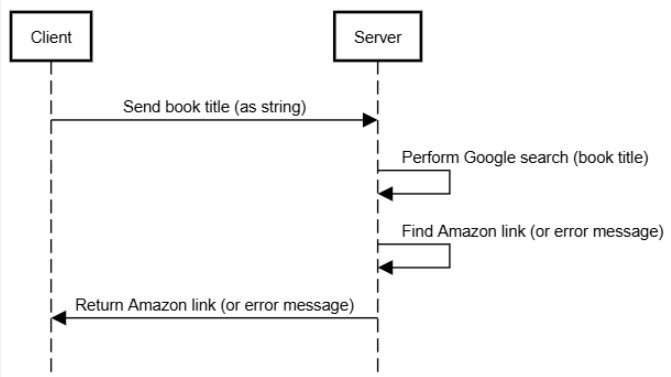 Client
Server
Send book title (as string)
Perform Google search (book title)
Find Amazon link (or error message)
Return Amazon link (or error message)